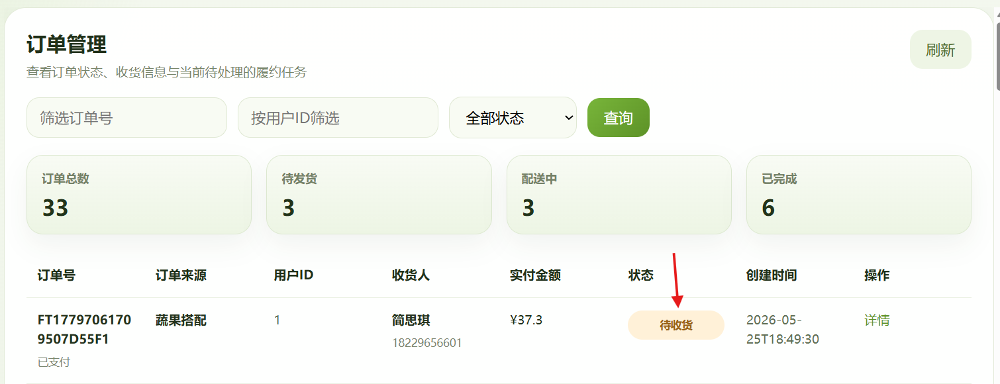 订单管理
刷新
查看订单状态、收货信息与当前待处理的履约任务
筛选订单号
按用户ID筛选
全部状态
查询
订单总数
待发货
配送中
已完成
33
3
3
6
订单号
订单来源
用户ID
收货人
实付金额
状态
创建时间
操作
FT1779706170
9507D55F1
已支付
蔬果搭配
1
简思琪
18229656601
¥37.3
待收货
2026-05-
25T18:49:30
详情